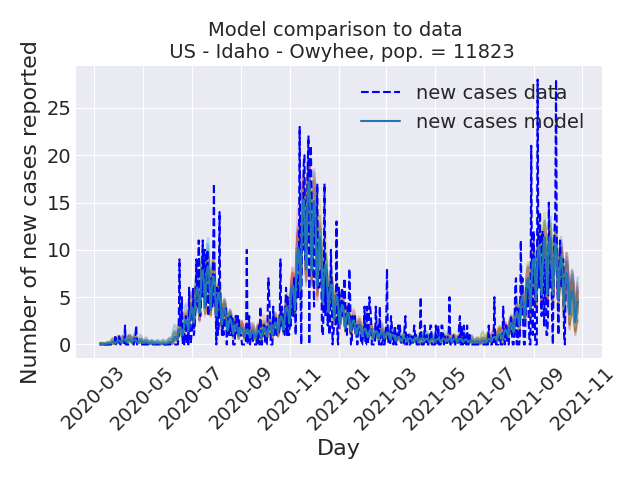 Model comparison to data
US - Idaho - Owyhee, pop. = 11823
new cases data
new cases model
Number of new cases reported
25
20
15
10
5
0
2020-03
2020-05
2020-07
2020-09
2020-11
2021-01
2021-03
2021-05
2021-07
2021-09
2021-11
Day